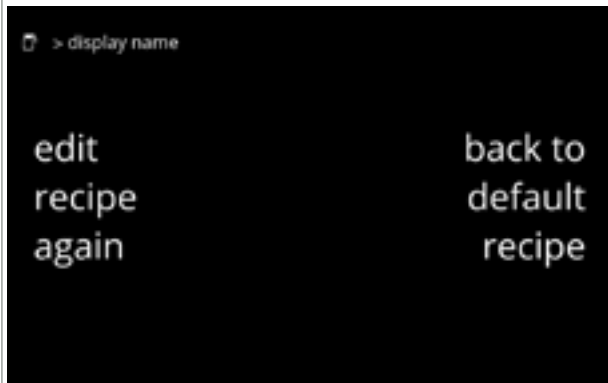 > display name
edit
recipe
again
back to
default
recipe